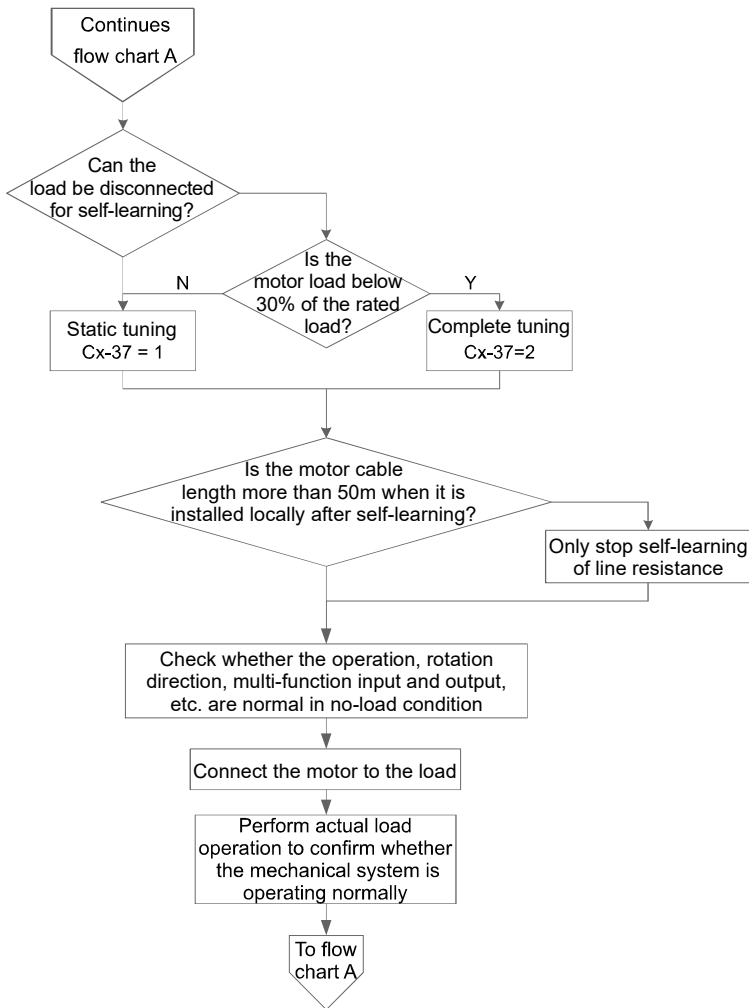 Continues
flow chart A
Can the
load be disconnected
for self-learning?
Is the
motor load below
30% of the rated
load?
N
Y
Static tuning
Cx-37 = 1
Complete tuning
Cx-37=2
Is the motor cable
length more than 50m when it is
installed locally after self-learning?
Only stop self-learning
of line resistance
Check whether the operation, rotation
direction, multi-function input and output,
etc. are normal in no-load condition
Connect the motor to the load
Perform actual load
operation to confirm whether
the mechanical system is
operating normally
To flow
chart A